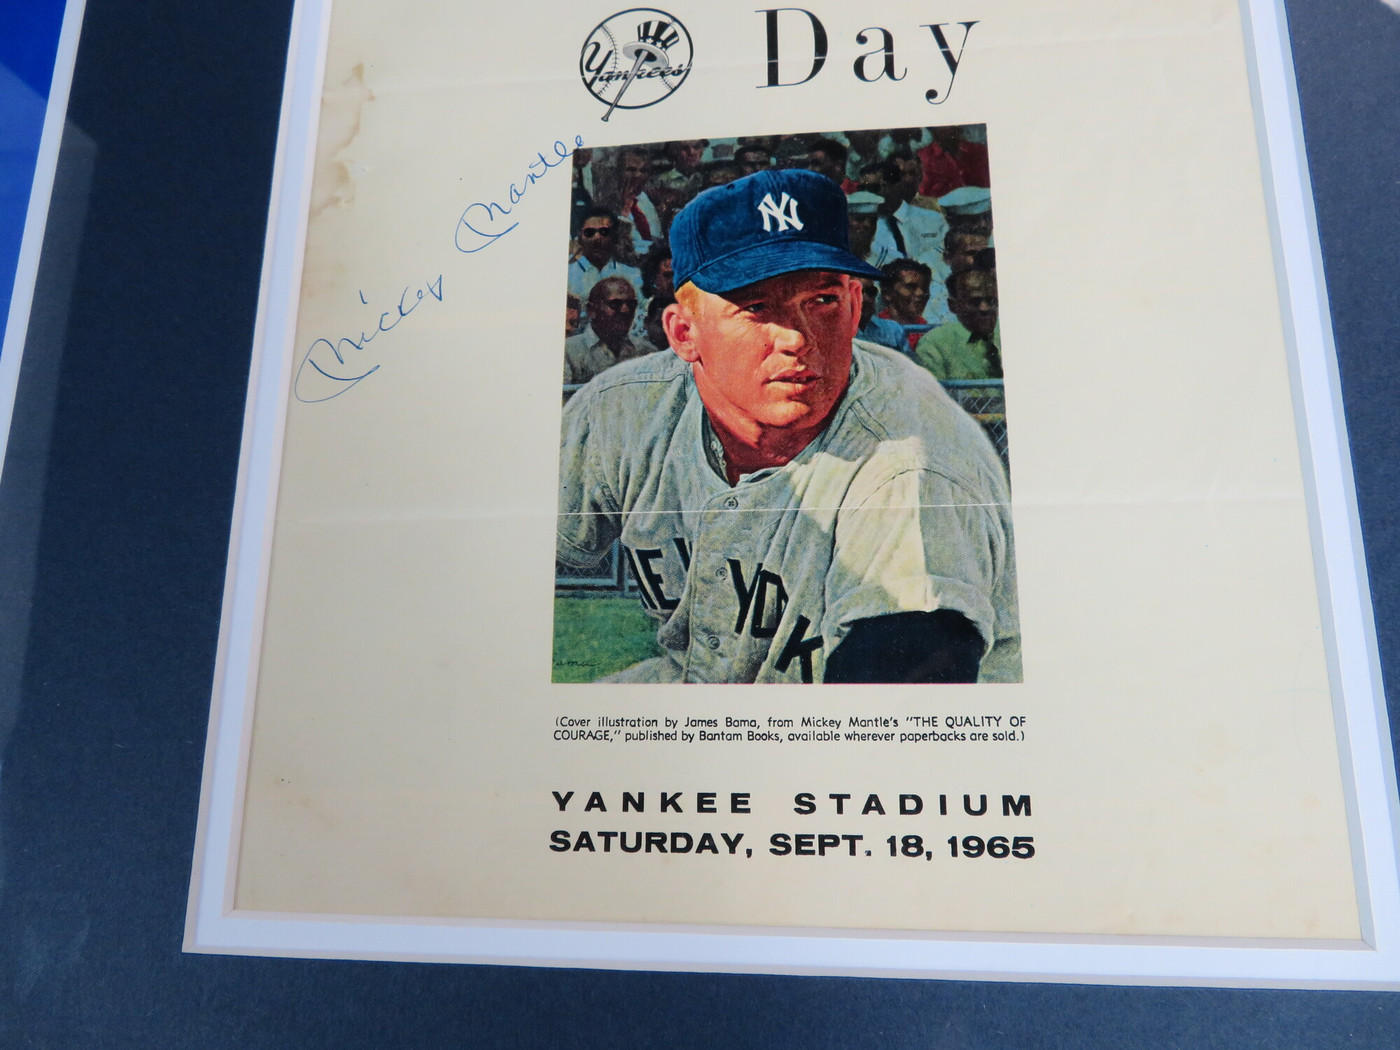 Yankees
Day
Mickey Mantle
NY
NEW YORK
(Cover illustration by James Bama, from Mickey Mantle's "THE QUALITY OF
COURAGE," published by Bantam Books, available wherever paperbacks are sold.)
YANKEE STADIUM
SATURDAY, SEPT. 18, 1965